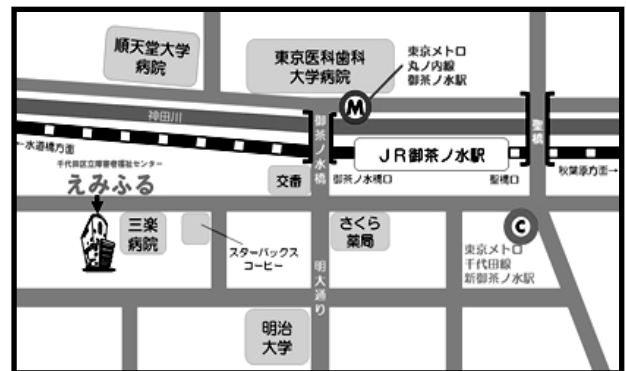 順天堂大学
病院
東京医科歯科
大学病院
東京メトロ
丸ノ内線
御茶ノ水駅
M
神田川
御茶ノ水橋
聖橋
←水道橋方面
JR御茶ノ水駅
秋葉原方面→
千代田区立障害者福祉センター
えみふる
交番
御茶ノ水橋口
聖橋口
三楽
病院
スターバックス
コーヒー
さくら
薬局
C
東京メトロ
千代田線
新御茶ノ水駅
明大通り
明治
大学